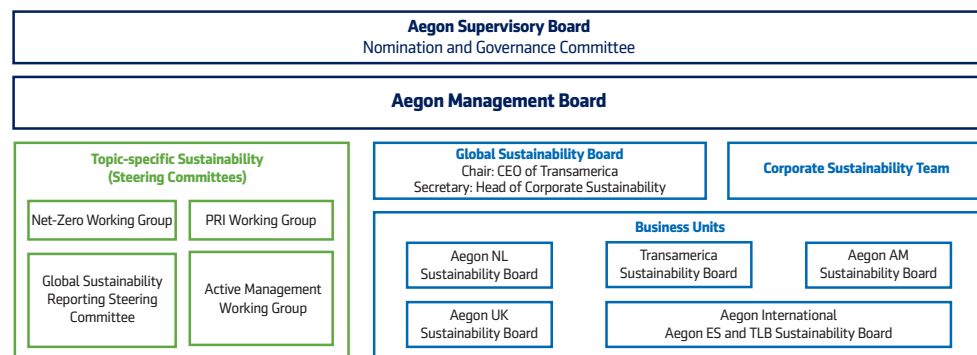 Aegon Supervisory Board
Nomination and Governance Committee
Aegon Management Board
Topic-specific Sustainability
(Steering Committees)
Net-Zero Working Group
PRI Working Group
Global Sustainability
Reporting Steering
Committee
Active Management
Working Group
Global Sustainability Board
Chair: CEO of Transamerica
Secretary: Head of Corporate Sustainability
Corporate Sustainability Team
Business Units
Aegon NL
Sustainability Board
Transamerica
Sustainability Board
Aegon AM
Sustainability Board
Aegon UK
Sustainability Board
Aegon International
Aegon ES and TLB Sustainability Board